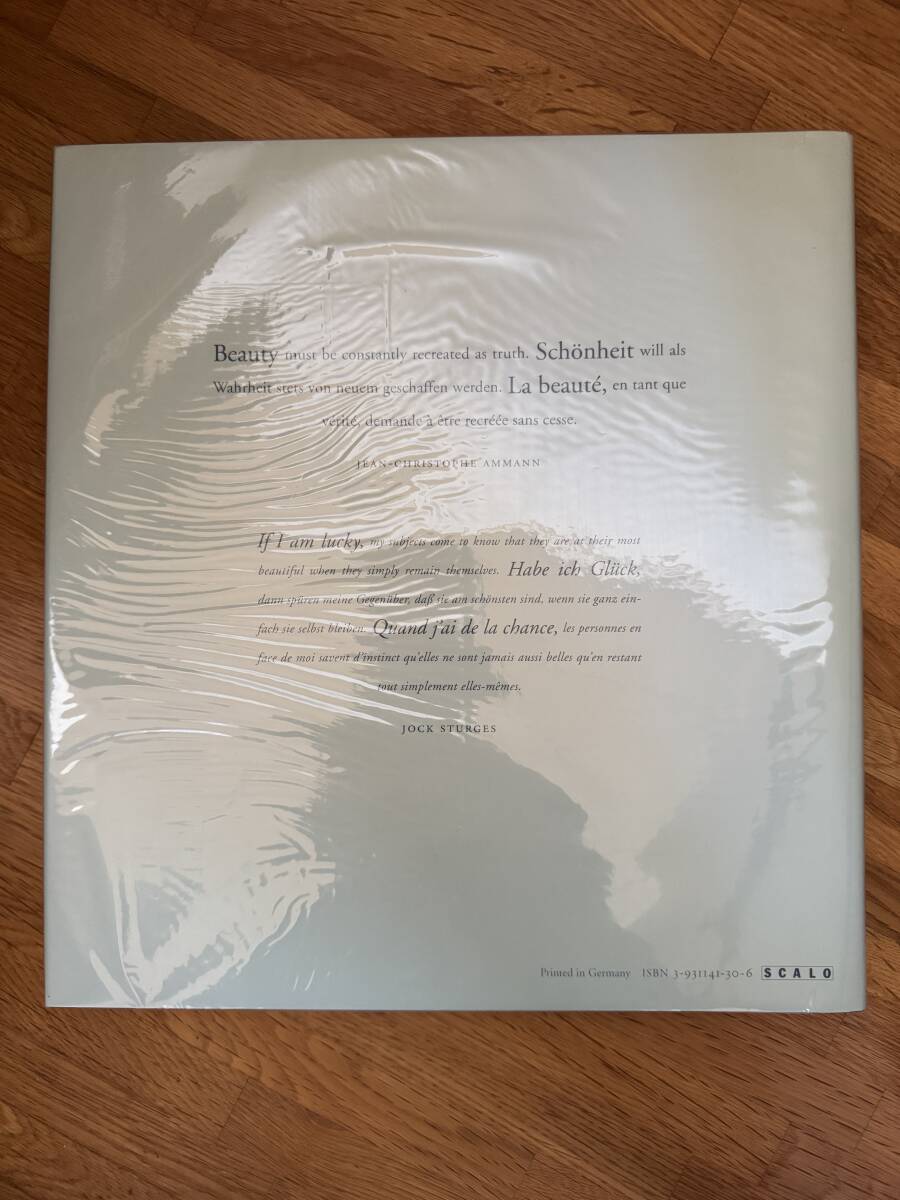 Beauty must be constantly recreated as truth. Schönheit will als
Wahrheit stets von neuem geschaffen werden. La beauté, en tant que
vérité, demande à être recréée sans cesse.
JEAN-CHRISTOPHE AMMANN
If I am lucky, my subjects come to know that they are at their most
beautiful when they simply remain themselves. Habe ich Glück,
dann spüren meine Gegenüber, daß sie am schönsten sind, wenn sie ganz ein-
fach sie selbst bleiben. Quand j'ai de la chance, les personnes en
face de moi savent d'instinct qu'elles ne sont jamais aussi belles qu'en restant
tout simplement elles-mêmes.
JOCK STURGES
Printed in Germany ISBN 3-931141-30-6 SCALO